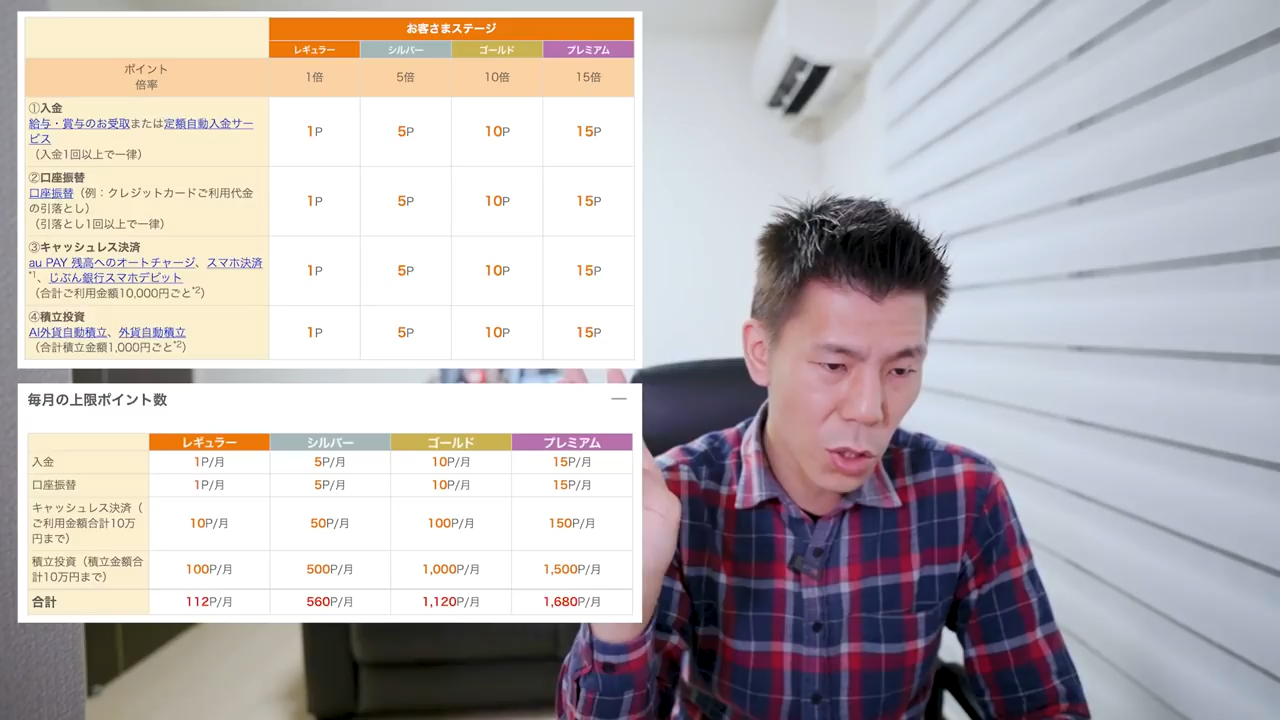 お客さまステージ
レギュラー シルバー ゴールド プレミアム
ポイント
倍率
1倍 5倍 10倍 15倍
①入金
給与・賞与のお受取または定額自動入金サー
ビス
（入金1回以上で一律）
1P 5P 10P 15P
②口座振替
口座振替（例：クレジットカードご利用代金
の引落とし）
（引落とし1回以上で一律）
1P 5P 10P 15P
③キャッシュレス決済
au PAY 残高へのオートチャージ、スマホ決済
*1、じぶん銀行スマホデビット
（合計ご利用金額10,000円ごと*2）
1P 5P 10P 15P
④積立投資
AI外貨自動積立、外貨自動積立
（合計積立金額1,000円ごと*2）
1P 5P 10P 15P
毎月の上限ポイント数
レギュラー シルバー ゴールド プレミアム
入金 1P/月 5P/月 10P/月 15P/月
口座振替 1P/月 5P/月 10P/月 15P/月
キャッシュレス決済（
ご利用金額合計10万
円まで）
10P/月 50P/月 100P/月 150P/月
積立投資（積立金額合
計10万円まで）
100P/月 500P/月 1,000P/月 1,500P/月
合計 112P/月 560P/月 1,120P/月 1,680P/月